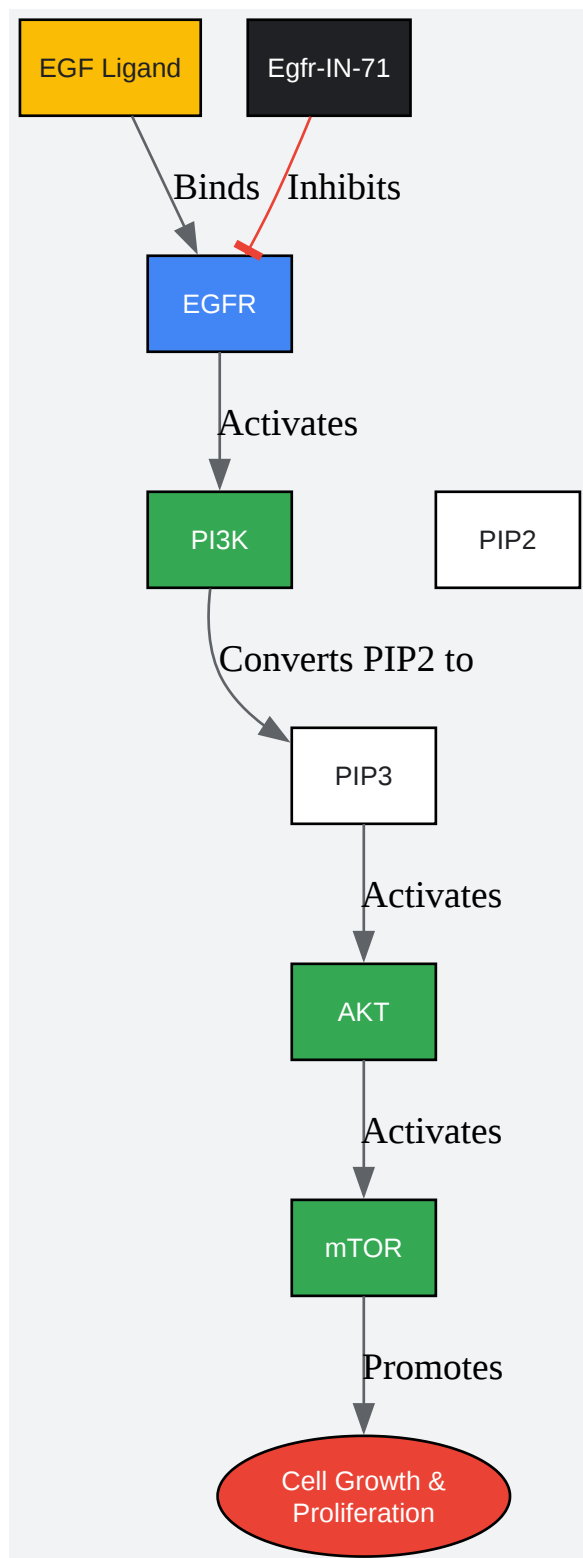 EGF Ligand
Egfr-IN-71
Binds
Inhibits
EGFR
Activates
PI3K
PIP2
Converts PIP2 to
PIP3
Activates
AKT
Activates
mTOR
Promotes
Cell Growth &
Proliferation